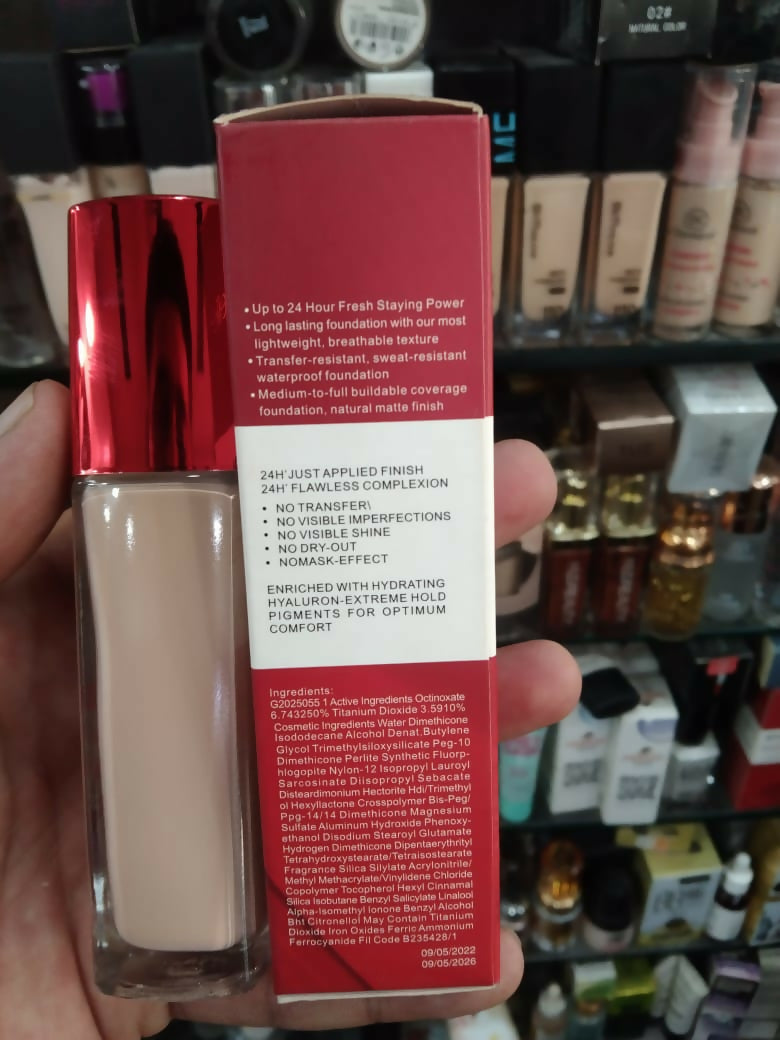 02#
NATURAL COLOR
ME
• Up to 24 Hour Fresh Staying Power
• Long lasting foundation with our most
lightweight, breathable texture
• Transfer-resistant, sweat-resistant
waterproof foundation
• Medium-to-full buildable coverage
foundation, natural matte finish
24H'JUST APPLIED FINISH
24H' FLAWLESS COMPLEXION
• NO TRANSFER\
• NO VISIBLE IMPERFECTIONS
• NO VISIBLE SHINE
• NO DRY-OUT
• NOMASK-EFFECT
ENRICHED WITH HYDRATING
HYALURON-EXTREME HOLD
PIGMENTS FOR OPTIMUM
COMFORT
Ingredients:
G2025055 1 Active Ingredients Octinoxate
6.743250% Titanium Dioxide 3.5910%
Cosmetic Ingredients Water Dimethicone
Isododecane Alcohol Denat.Butylene
Glycol Trimethylsiloxysilicate Peg-10
Dimethicone Perlite Synthetic Fluorp-
hlogopite Nylon-12 Isopropyl Lauroyl
Sarcosinate Diisopropyl Sebacate
Disteardimonium Hectorite Hdi/Trimethyl
ol Hexyllactone Crosspolymer Bis-Peg/
Ppg-14/14 Dimethicone Magnesium
Sulfate Aluminum Hydroxide Phenoxy-
ethanol Disodium Stearoyl Glutamate
Hydrogen Dimethicone Dipentaerythrityl
Tetrahydroxystearate/Tetraisostearate
Fragrance Silica Silylate Acrylonitrile/
Methyl Methacrylate/Vinylidene Chloride
Copolymer Tocopherol Hexyl Cinnamal
Silica Isobutane Benzyl Salicylate Linalool
Alpha-Isomethyl Ionone Benzyl Alcohol
Bht Citronellol May Contain Titanium
Dioxide Iron Oxides Ferric Ammonium
Ferrocyanide Fil Code B235428/1
09/05/2022
09/05/2026